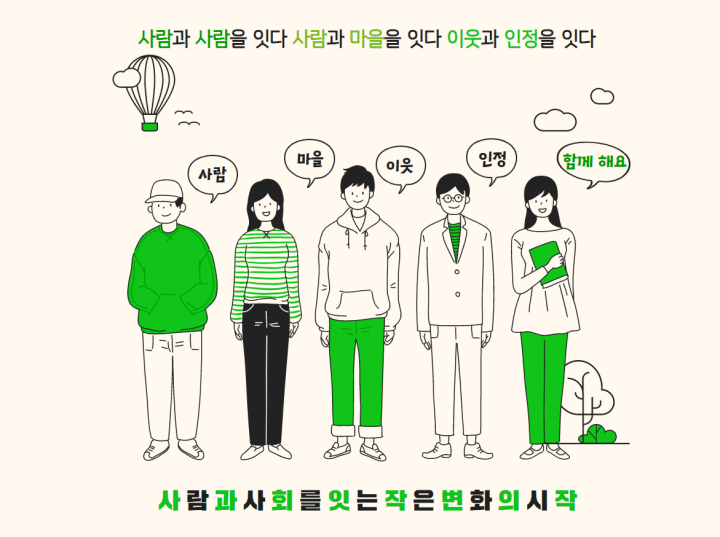 사람과 사람을 잇다 사람과 마을을 잇다 이웃과 인정을 잇다
사람
마을
이웃
인정
함께 해요
사람과사회를잇는작은변화의시작